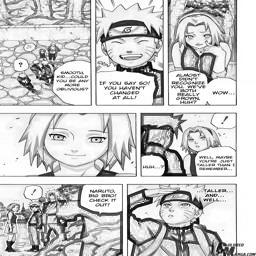 WOW...
ALMOST
DIDN'T
RECOGNIZE
YOU. WE'VE
BOTH
REALLY
GROWN,
HUH?
IF YOU SAY SO!
YOU HAVEN'T
CHANGED
AT ALL!
?
SMOOTH,
KID...COULD
YOU BE ANY
MORE
OBVIOUS?
WELL, MAYBE
YOU'RE JUST
TALLER THAN I
REMEMBER...
HUH...
TALLER...
AND...
WELL...
NARUTO,
BIG BRO!
CHECK
IT OUT!
!
?